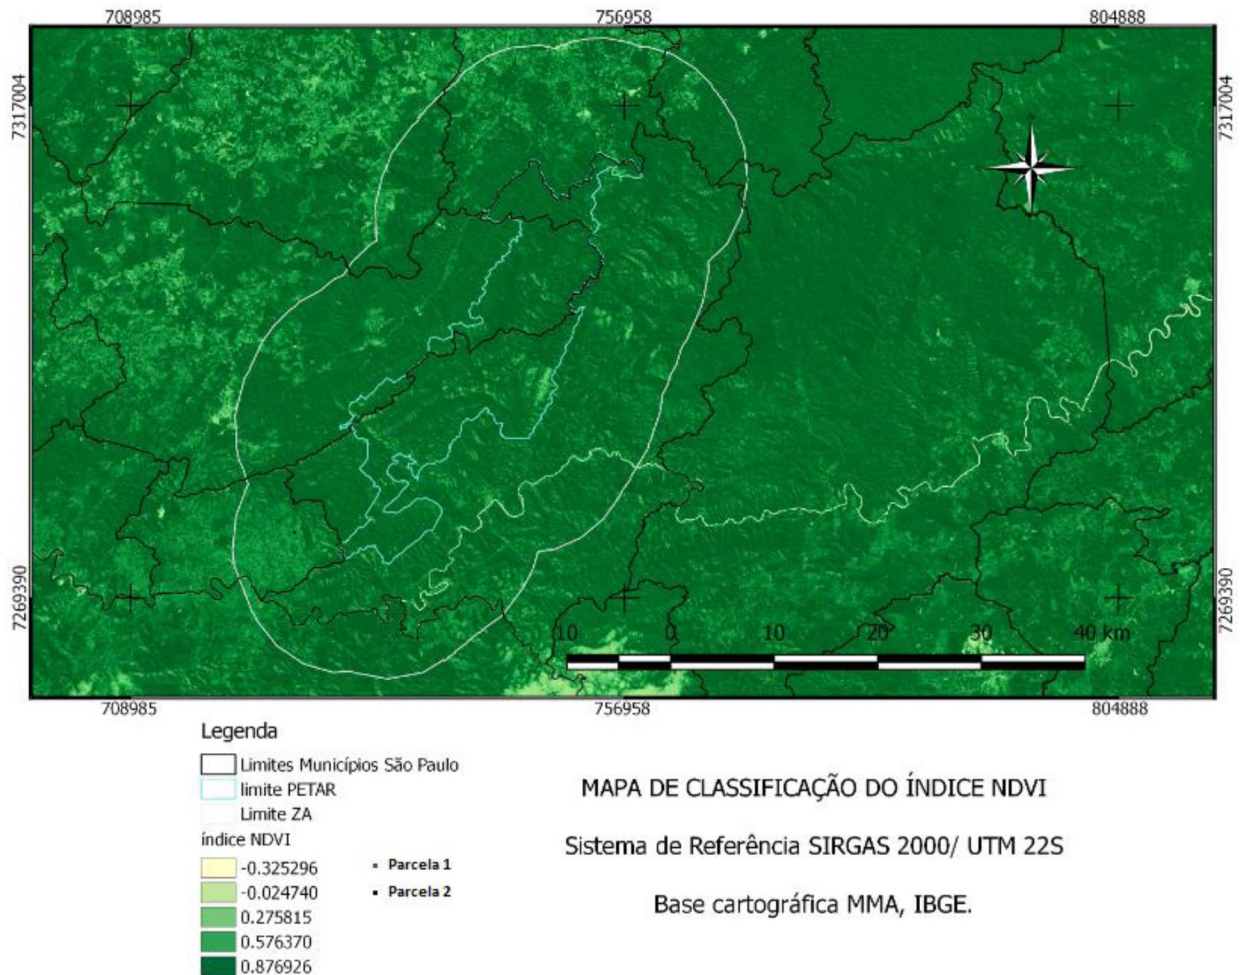 708985 756958 804888
7317004 7317004
7269390 7269390
10 0 10 20 30 40 km
708985 756958 804888
Legenda
Limites Municípios São Paulo
limite PETAR
Limite ZA
índice NDVI
-0.325296
-0.024740
0.275815
0.576370
0.876926
Parcela 1
Parcela 2
MAPA DE CLASSIFICAÇÃO DO ÍNDICE NDVI
Sistema de Referência SIRGAS 2000/ UTM 22S
Base cartográfica MMA, IBGE.